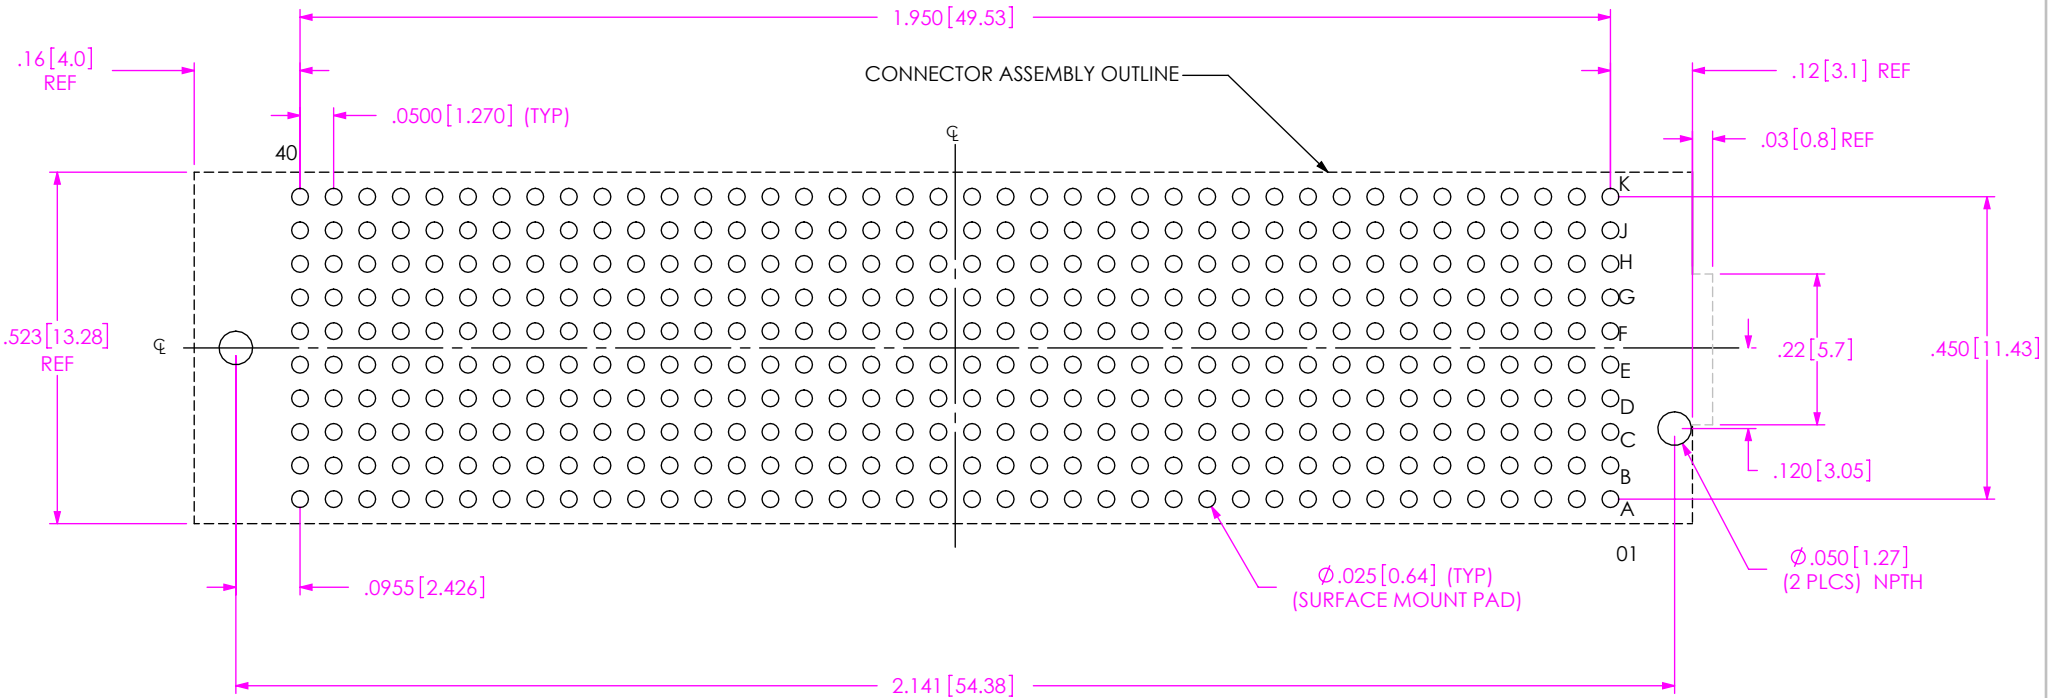 1.950[49.53]
.16[4.0]
REF
CONNECTOR ASSEMBLY OUTLINE
.12[3.1] REF
.0500[1.270] (TYP)
℄
.03[0.8] REF
40
K
J
H
G
.523[13.28]
REF
℄
F
.22[5.7]
.450[11.43]
E
D
C
B
.120[3.05]
A
01
.0955[2.426]
Ø.025[0.64] (TYP)
(SURFACE MOUNT PAD)
Ø.050[1.27]
(2 PLCS) NPTH
2.141[54.38]